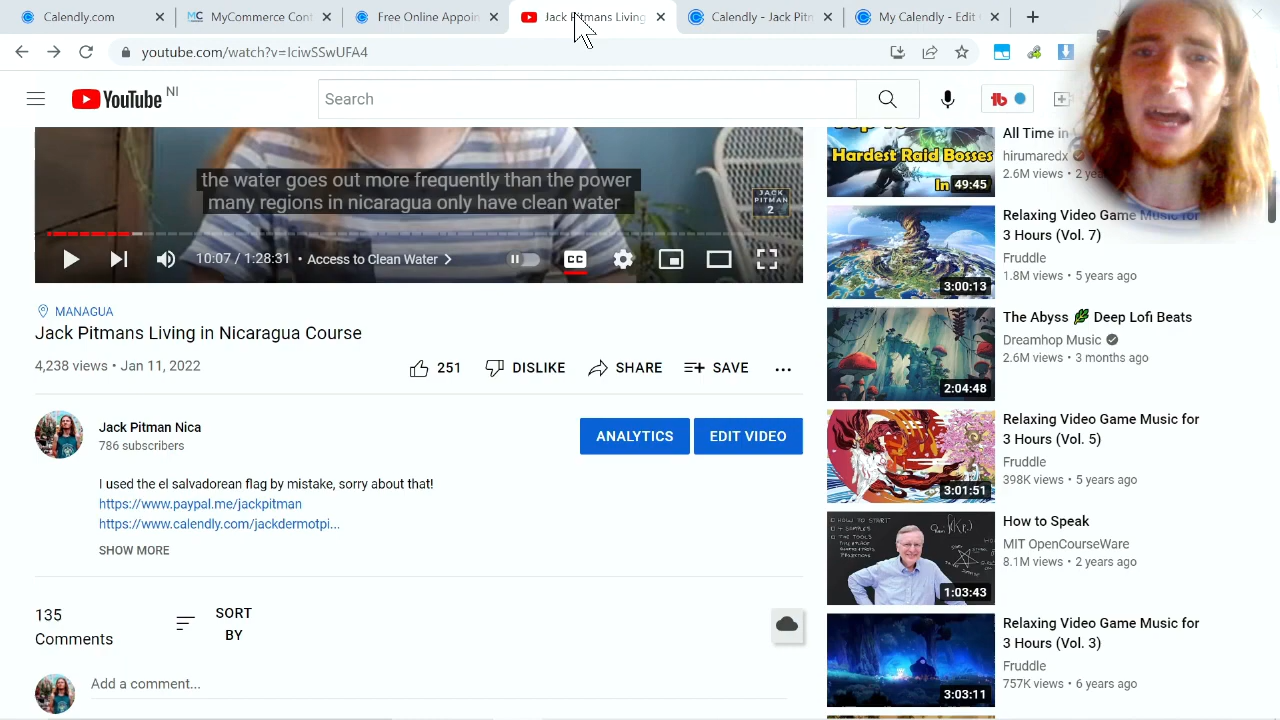 Calendly.com
MyCommerce Cont
Free Online Appoin
Jack Pitmans Living
Calendly - Jack Pitn
My Calendly - Edit
youtube.com/watch?v=IciwSSwUFA4
YouTube NI
Search
the water goes out more frequently than the power
many regions in nicaragua only have clean water
JACK
PITMAN
2
10:07 / 1:28:31 • Access to Clean Water
CC
MANAGUA
Jack Pitmans Living in Nicaragua Course
4,238 views • Jan 11, 2022
251
DISLIKE
SHARE
SAVE
Jack Pitman Nica
786 subscribers
ANALYTICS
EDIT VIDEO
I used the el salvadorian flag by mistake, sorry about that!
https://www.calendly.com/jackdermotpi...
SHOW MORE
135
Comments
SORT
BY
Add a comment...
Hardest Raid Bosses
In
49:45
All Time in
hirumaredx
2.6M views • 2 yea
3:00:13
Relaxing Video Game Music for
3 Hours (Vol. 7)
Fruddle
1.8M views • 5 years ago
2:04:48
The Abyss Deep Lofi Beats
Dreamhop Music
2.6M views • 3 months ago
3:01:51
Relaxing Video Game Music for
3 Hours (Vol. 5)
Fruddle
398K views • 5 years ago
HOW TO START
1:03:43
How to Speak
MIT OpenCourseWare
8.1M views • 2 years ago
3:03:11
Relaxing Video Game Music for
3 Hours (Vol. 3)
Fruddle
757K views • 6 years ago